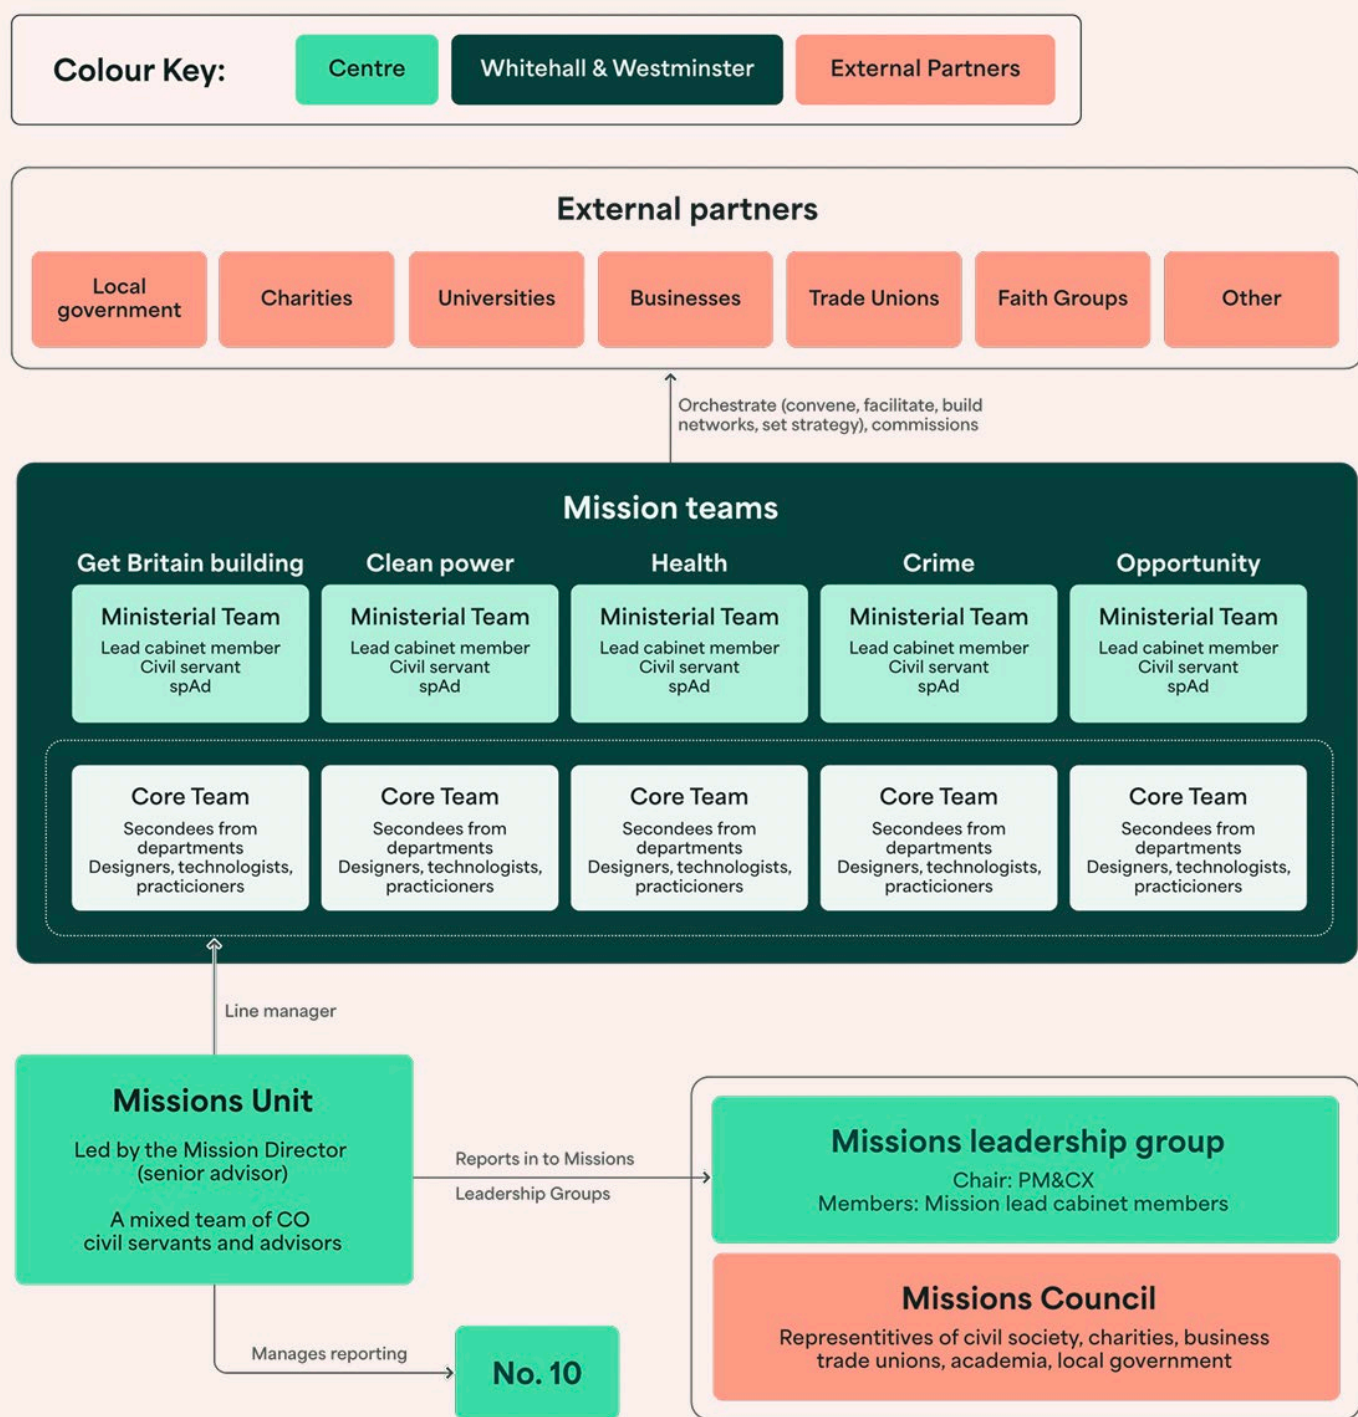 Colour Key:
Centre
Whitehall & Westminster
External Partners
External partners
Local
government
Charities
Universities
Businesses
Trade Unions
Faith Groups
Other
Orchestrate (convene, facilitate, build
networks, set strategy), commissions
Mission teams
Get Britain building
Clean power
Health
Crime
Opportunity
Ministerial Team
Lead cabinet member
Civil servant
spAd
Ministerial Team
Lead cabinet member
Civil servant
spAd
Ministerial Team
Lead cabinet member
Civil servant
spAd
Ministerial Team
Lead cabinet member
Civil servant
spAd
Ministerial Team
Lead cabinet member
Civil servant
spAd
Core Team
Secondees from
departments
Designers, technologists,
practicioners
Core Team
Secondees from
departments
Designers, technologists,
practicioners
Core Team
Secondees from
departments
Designers, technologists,
practicioners
Core Team
Secondees from
departments
Designers, technologists,
practicioners
Core Team
Secondees from
departments
Designers, technologists,
practicioners
Line manager
Missions Unit
Led by the Mission Director
(senior advisor)
A mixed team of CO
civil servants and advisors
Reports in to Missions
Leadership Groups
Missions leadership group
Chair: PM&CX
Members: Mission lead cabinet members
Missions Council
Representitives of civil society, charities, business
trade unions, academia, local government
Manages reporting
No. 10